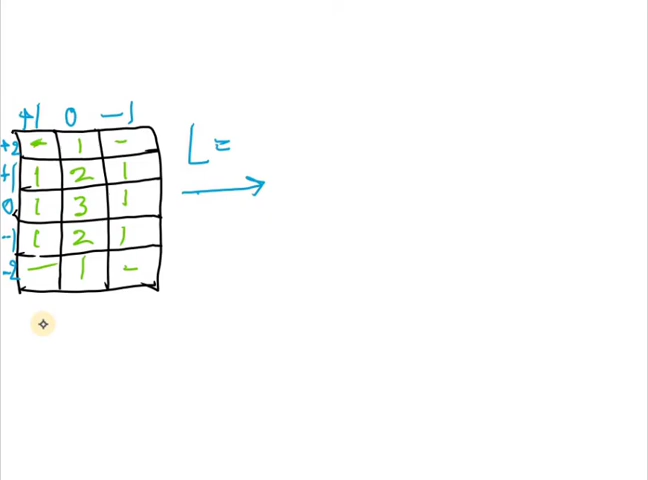 +1 0 -1
+2 - 1 - L =
+1 1 2 1
0 1 3 1
-1 1 2 1
-2 - 1 -